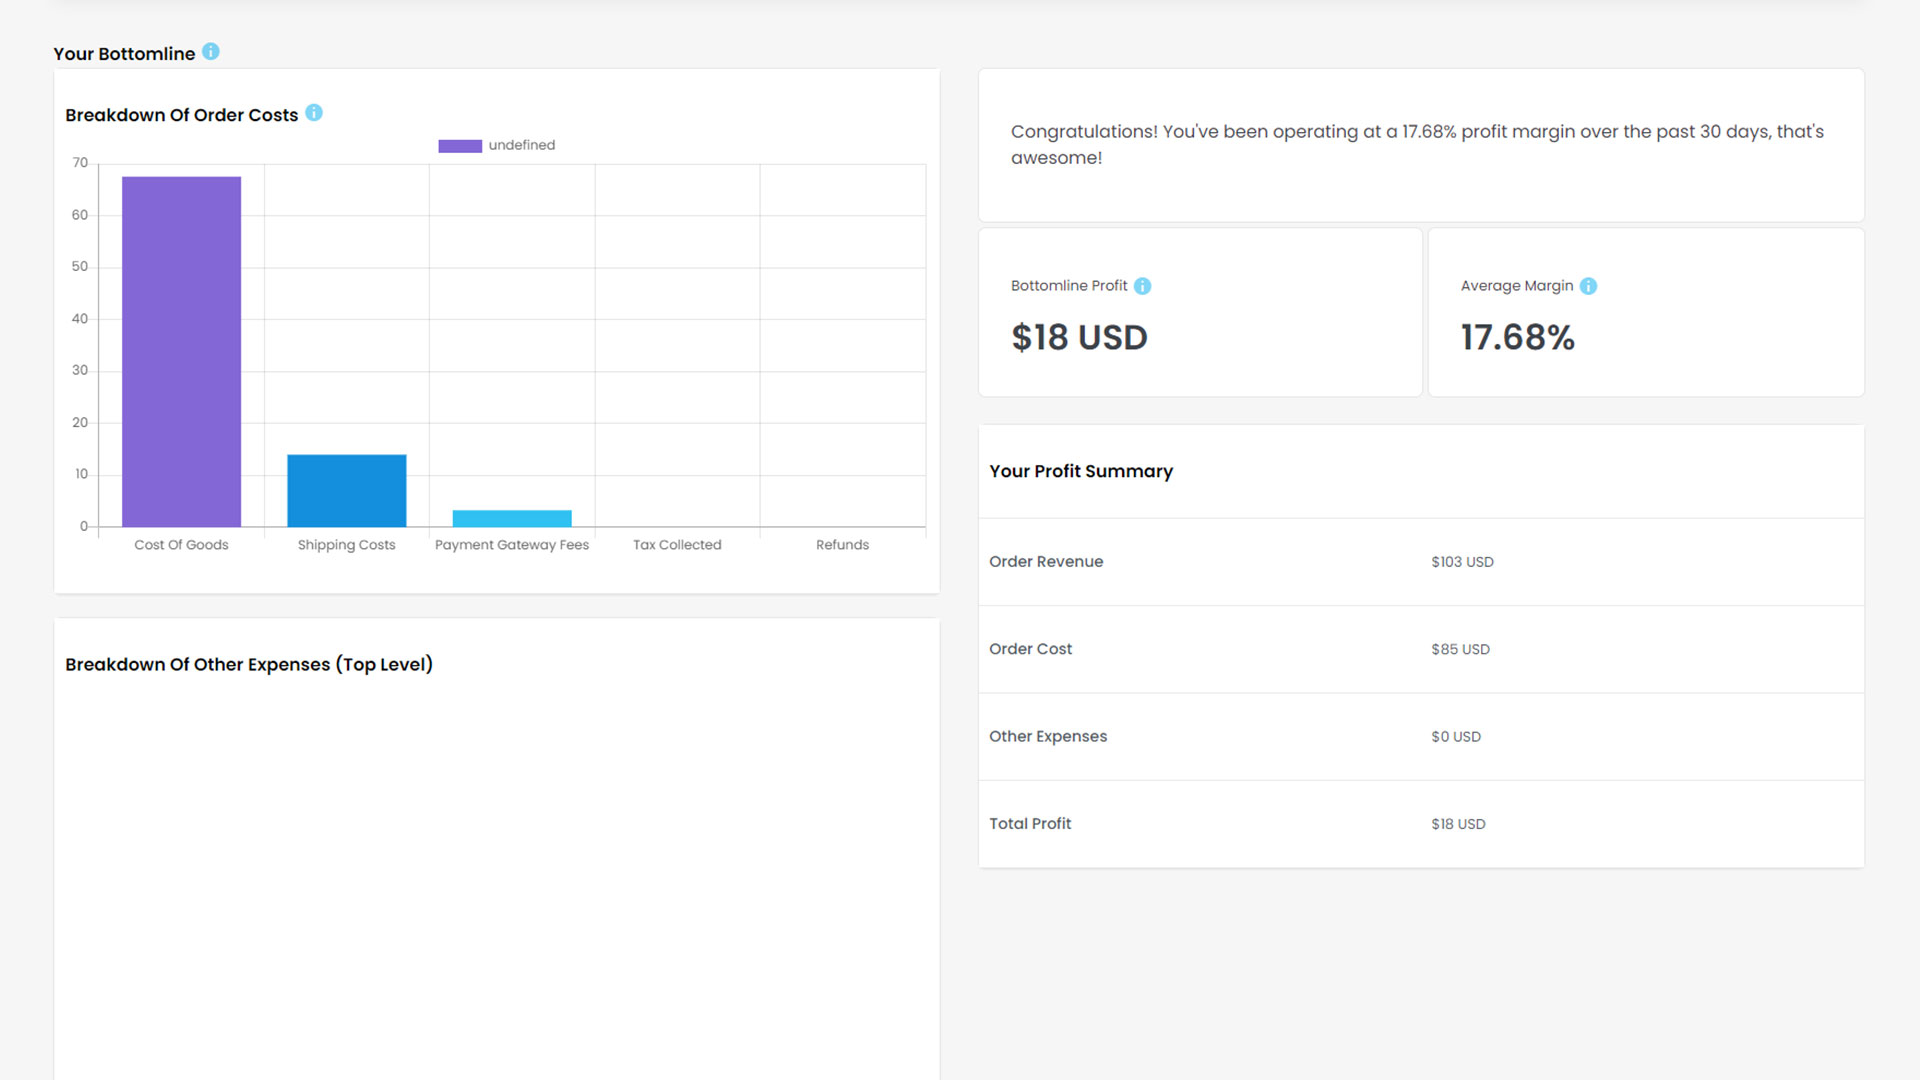 Your Bottomline
Breakdown Of Order Costs
undefined
70
60
50
40
30
20
10
0
Cost Of Goods
Shipping Costs
Payment Gateway Fees
Tax Collected
Refunds
Breakdown Of Other Expenses (Top Level)
Congratulations! You've been operating at a 17.68% profit margin over the past 30 days, that's
awesome!
Bottomline Profit
$18 USD
Average Margin
17.68%
Your Profit Summary
Order Revenue $103 USD
Order Cost $85 USD
Other Expenses $0 USD
Total Profit $18 USD